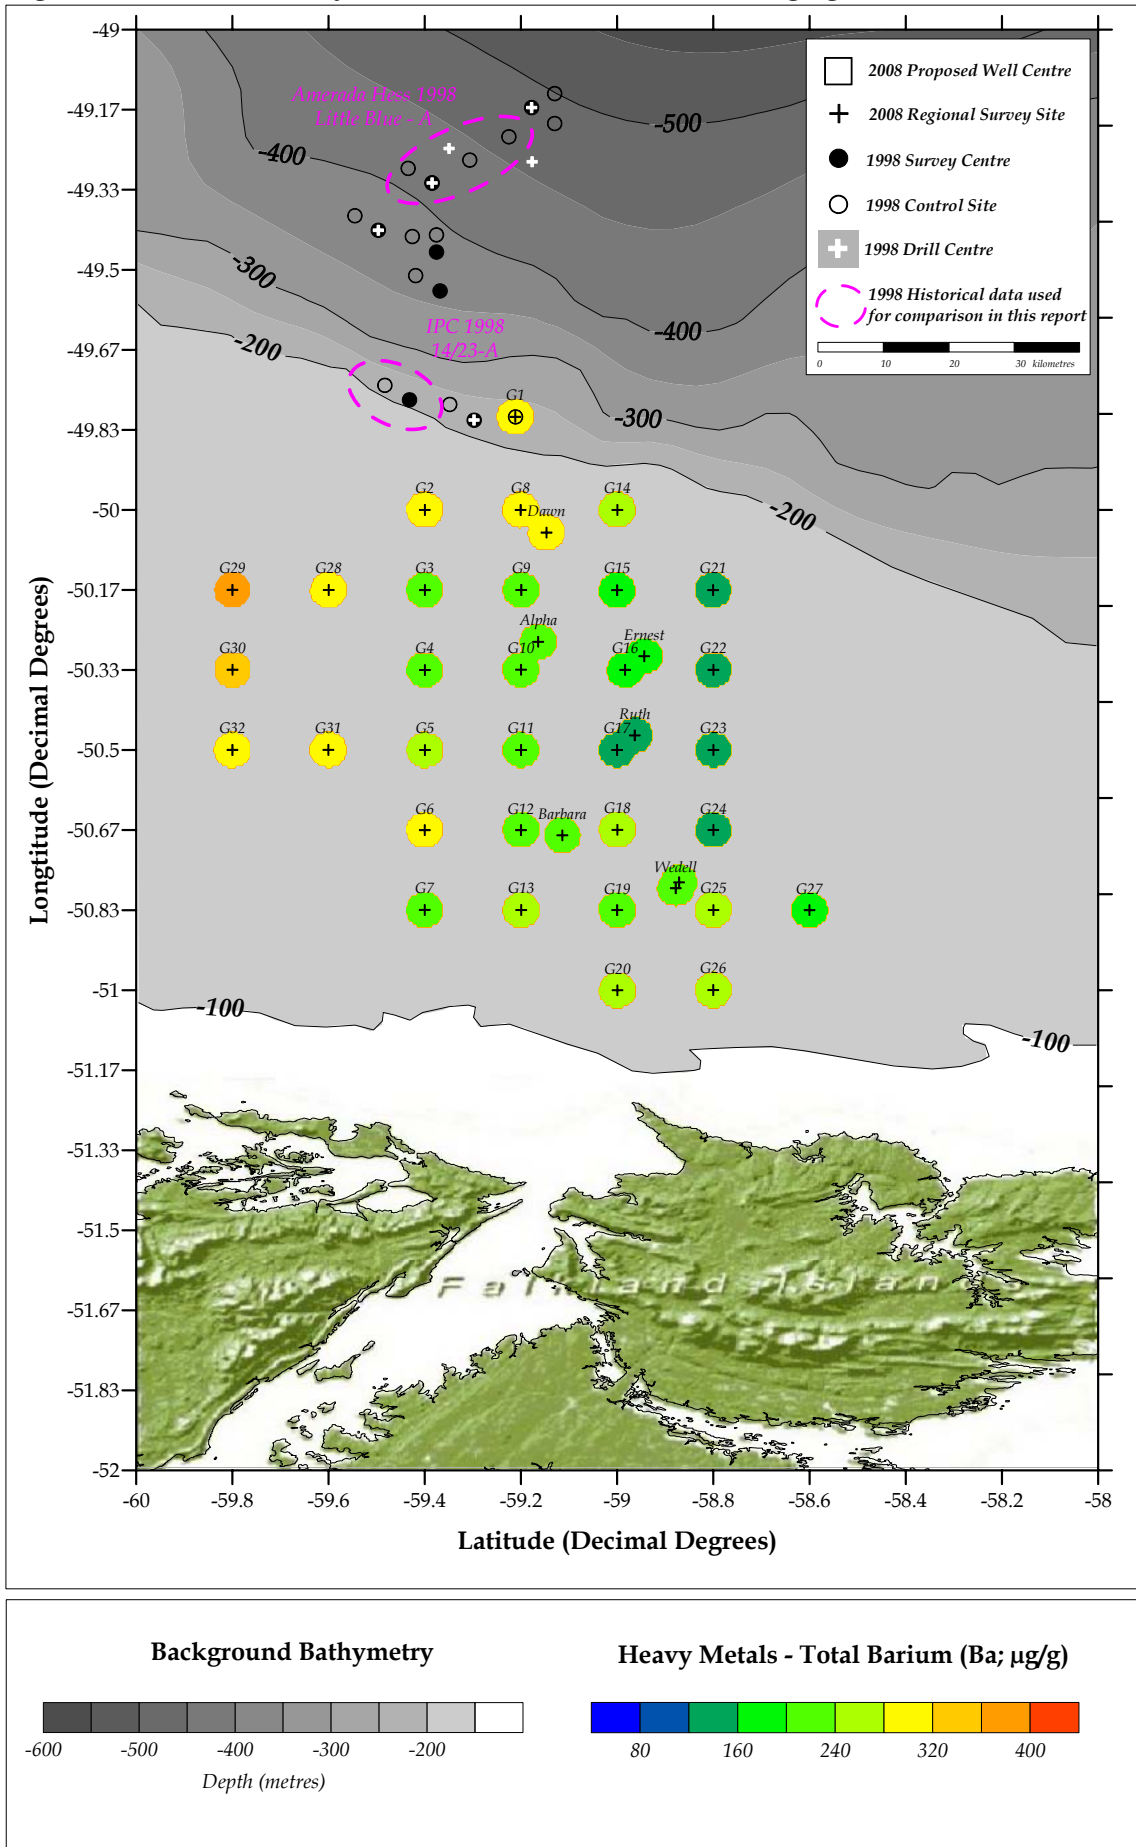 -49
-49.17
-49.33
-49.5
-49.67
-49.83
-50
-50.17
-50.33
-50.5
-50.67
-50.83
-51
-51.17
-51.33
-51.5
-51.67
-51.83
-52
Longtitude (Decimal Degrees)
Amerada Hess 1998
Little Blue - A
-500
-400
-300
-200
IPC 1998
14/23-A
-400
-300
-200
2008 Proposed Well Centre
2008 Regional Survey Site
1998 Survey Centre
1998 Control Site
1998 Drill Centre
1998 Historical data used
for comparison in this report
0 10 20 30 kilometres
G1
G2 G8 G14
Dawn
G29 G28 G3 G9 G15 G21
Alpha
Ernest
G30 G4 G10 G16 G22
Ruth
G32 G31 G5 G11 G17 G23
G6 G12 Barbara G18 G24
Wedell
G7 G13 G19 G25 G27
G20 G26
-100
-100
-60 -59.8 -59.6 -59.4 -59.2 -59 -58.8 -58.6 -58.4 -58.2 -58
Latitude (Decimal Degrees)
Background Bathymetry
-600 -500 -400 -300 -200
Depth (metres)
Heavy Metals - Total Barium (Ba; µg/g)
80 160 240 320 400